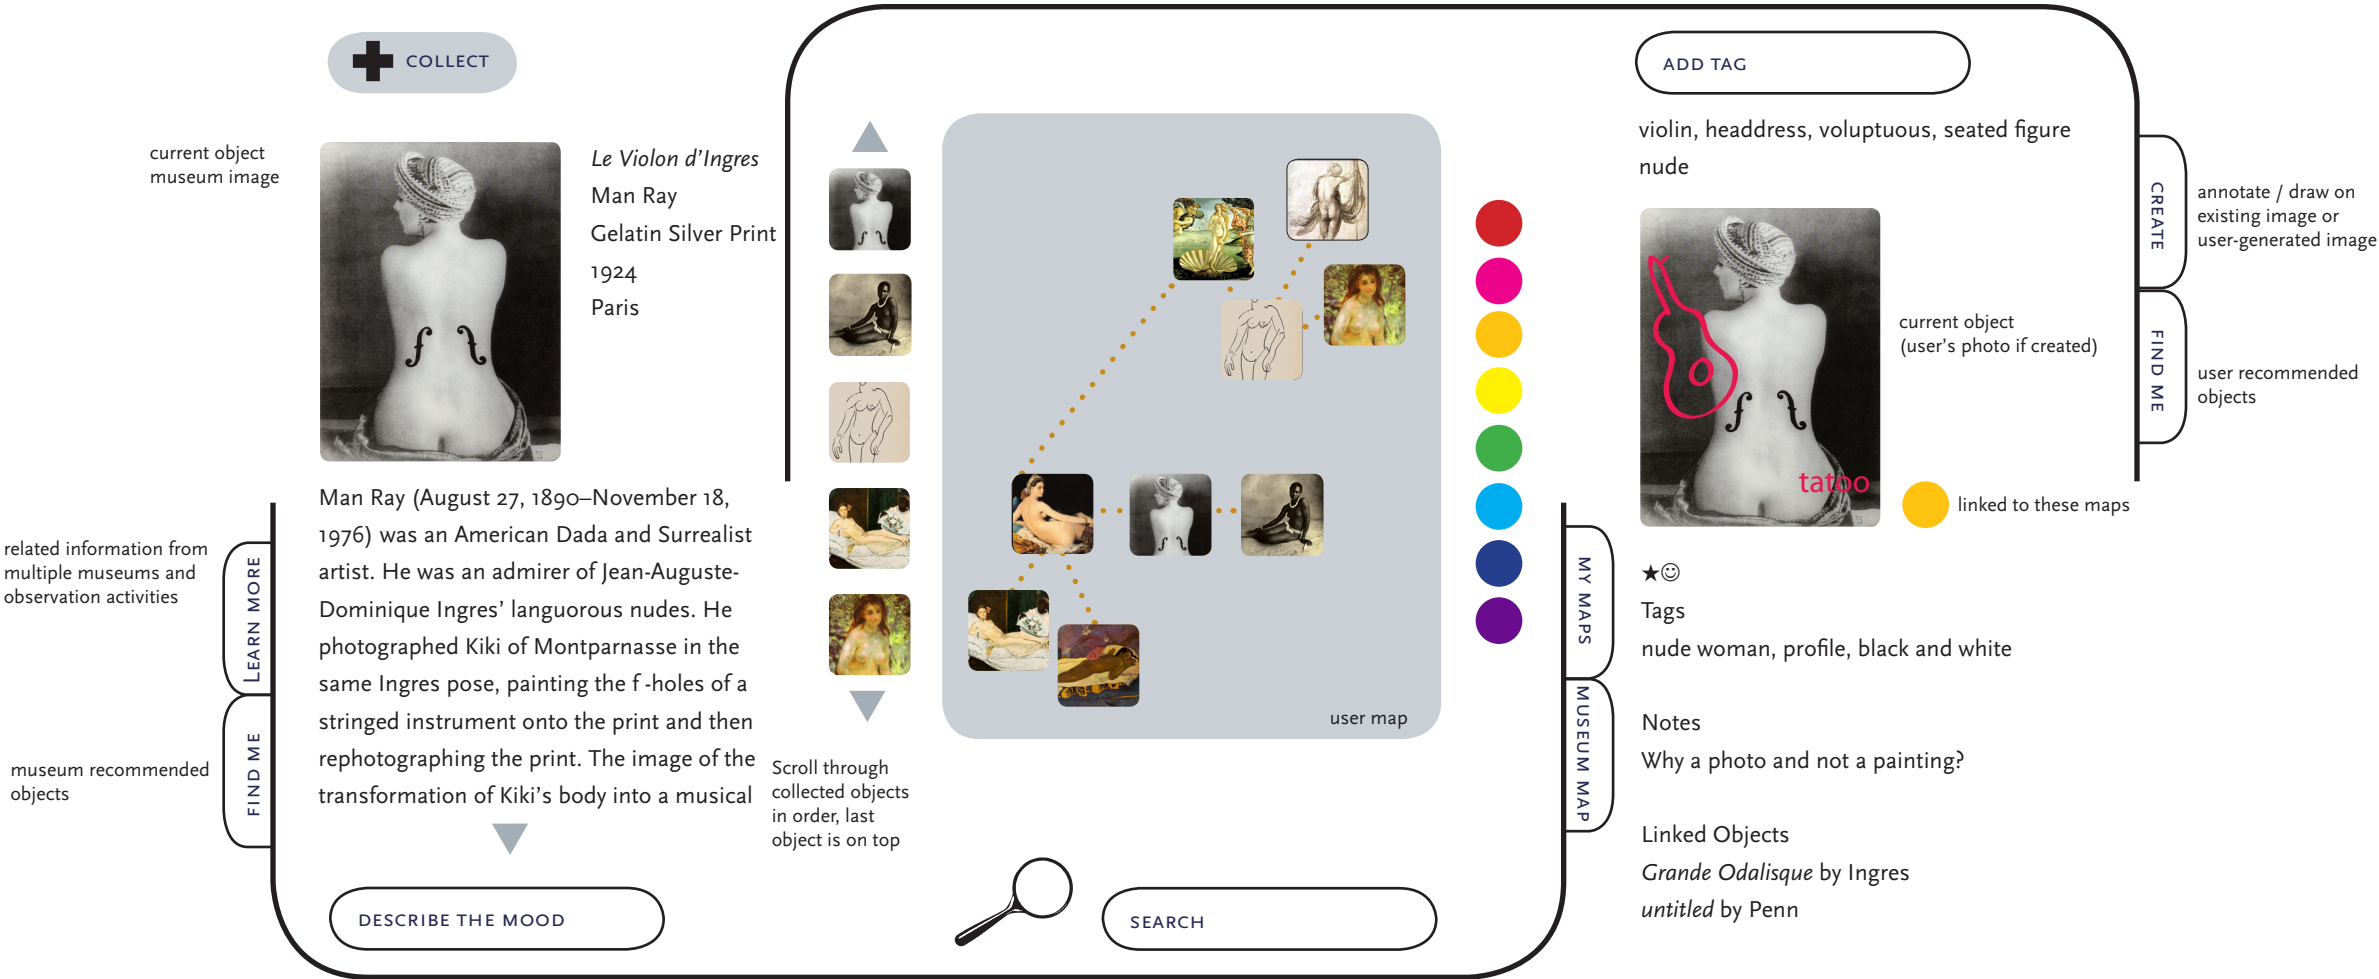 COLLECT
current object
museum image
Le Violon d'Ingres
Man Ray
Gelatin Silver Print
1924
Paris
Man Ray (August 27, 1890–November 18,
1976) was an American Dada and Surrealist
artist. He was an admirer of Jean-Auguste-
Dominique Ingres' languorous nudes. He
photographed Kiki of Montparnasse in the
same Ingres pose, painting the f -holes of a
stringed instrument onto the print and then
rephotographing the print. The image of the
transformation of Kiki's body into a musical
related information from
multiple museums and
observation activities
LEARN MORE
museum recommended
objects
FIND ME
DESCRIBE THE MOOD
Scroll through
collected objects
in order, last
object is on top
user map
SEARCH
MY MAPS
MUSEUM MAP
ADD TAG
violin, headdress, voluptuous, seated figure
nude
tatoo
current object
(user's photo if created)
linked to these maps
★☺
Tags
nude woman, profile, black and white
Notes
Why a photo and not a painting?
Linked Objects
Grande Odalisque by Ingres
untitled by Penn
CREATE
annotate / draw on
existing image or
user-generated image
FIND ME
user recommended
objects